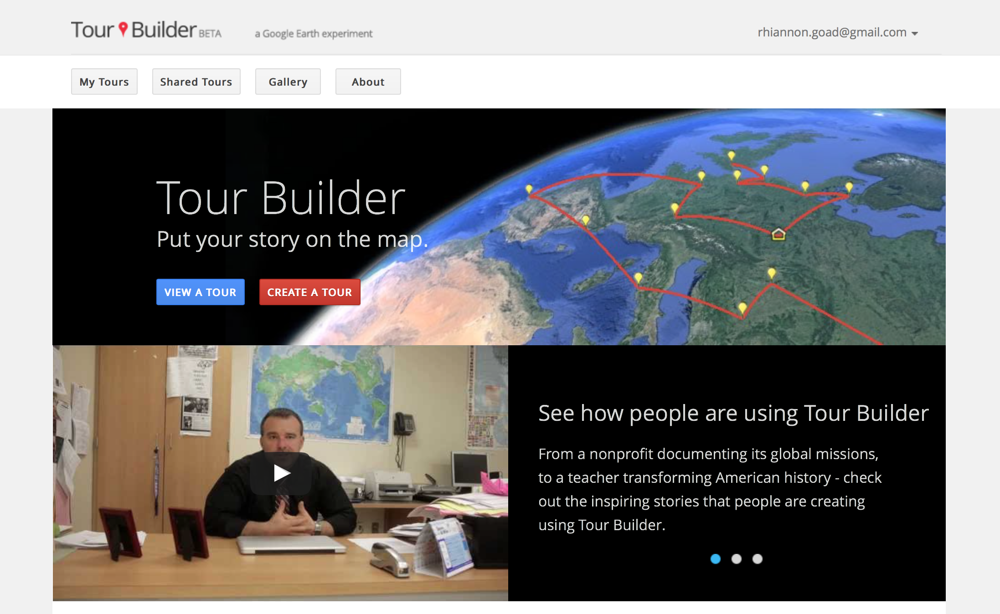 Tour Builder BETA
a Google Earth experiment
rhiannon.goad@gmail.com
My Tours
Shared Tours
Gallery
About
Tour Builder
Put your story on the map.
VIEW A TOUR
CREATE A TOUR
See how people are using Tour Builder
From a nonprofit documenting its global missions,
to a teacher transforming American history - check
out the inspiring stories that people are creating
using Tour Builder.